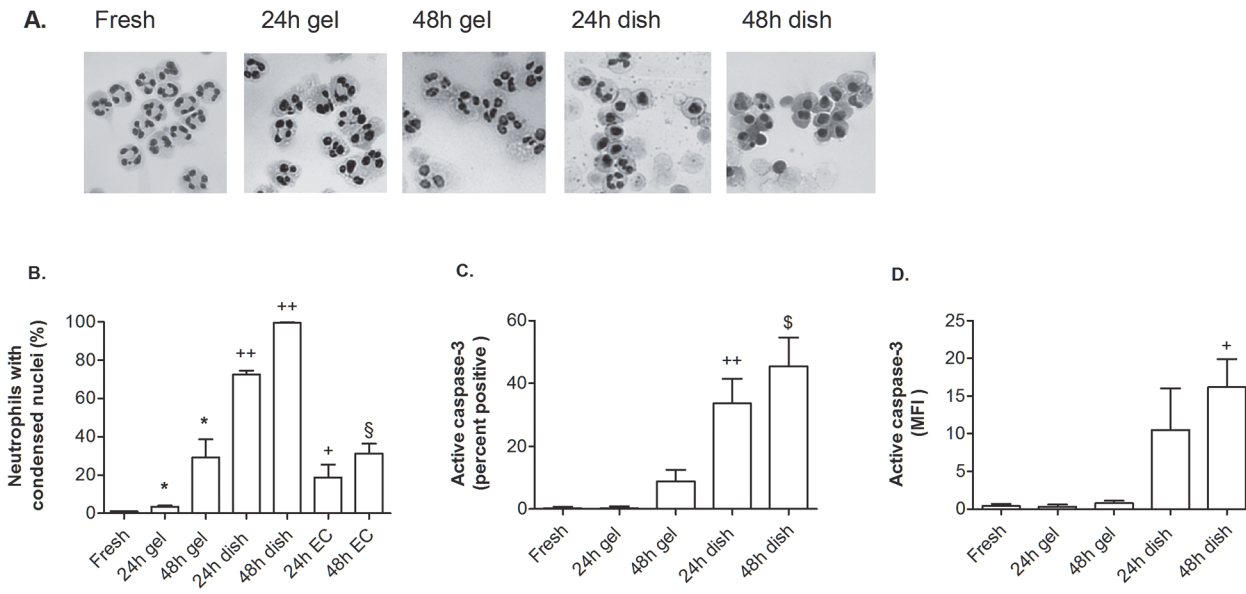 A.
Fresh 24h gel 48h gel 24h dish 48h dish
B.
Neutrophils with
condensed nuclei (%)
100
80
60
40
20
0
*
*
++
++
+
§
Fresh
24h gel
48h gel
24h dish
48h dish
24h EC
48h EC
C.
Active caspase-3
(percent positive )
60
40
20
0
++
$
Fresh
24h gel
48h gel
24h dish
48h dish
D.
Active caspase-3
(MFI )
25
20
15
10
5
0
+
Fresh
24h gel
48h gel
24h dish
48h dish